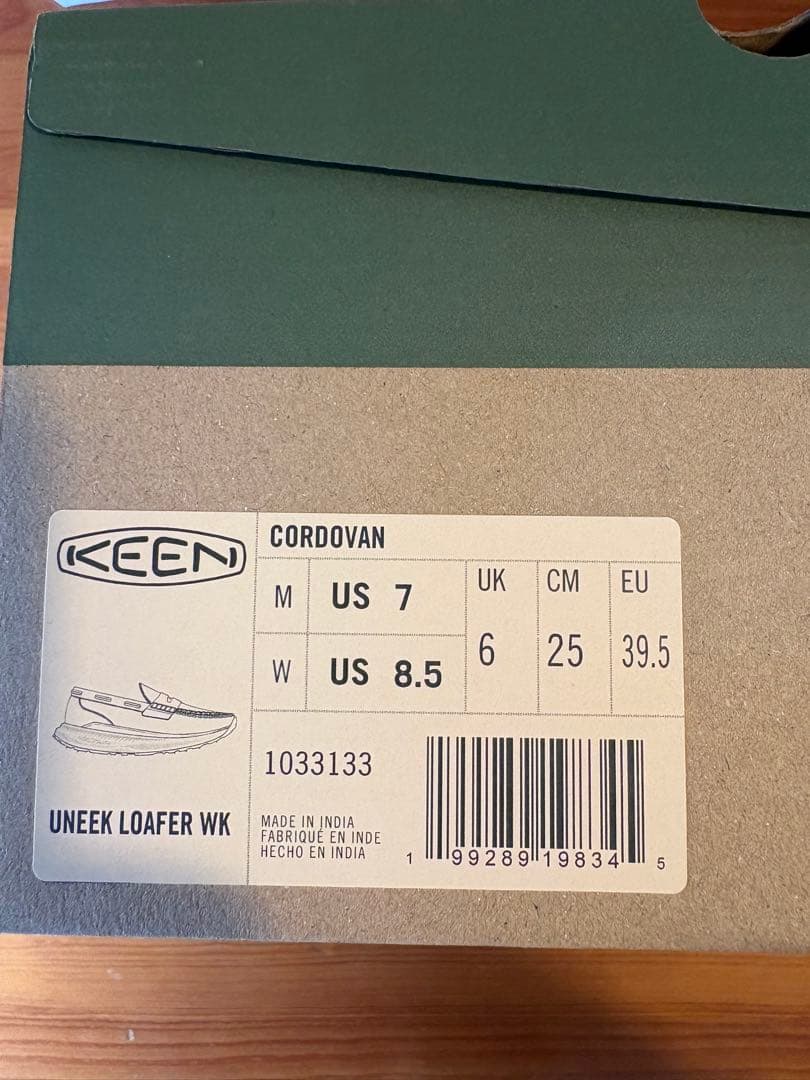 KEEN
CORDOVAN
M US 7
W US 8.5
UK
6
CM
25
EU
39.5
1033133
UNEEK LOAFER WK
MADE IN INDIA
FABRIQUÉ EN INDE
HECHO EN INDIA
1 99289 19834 5